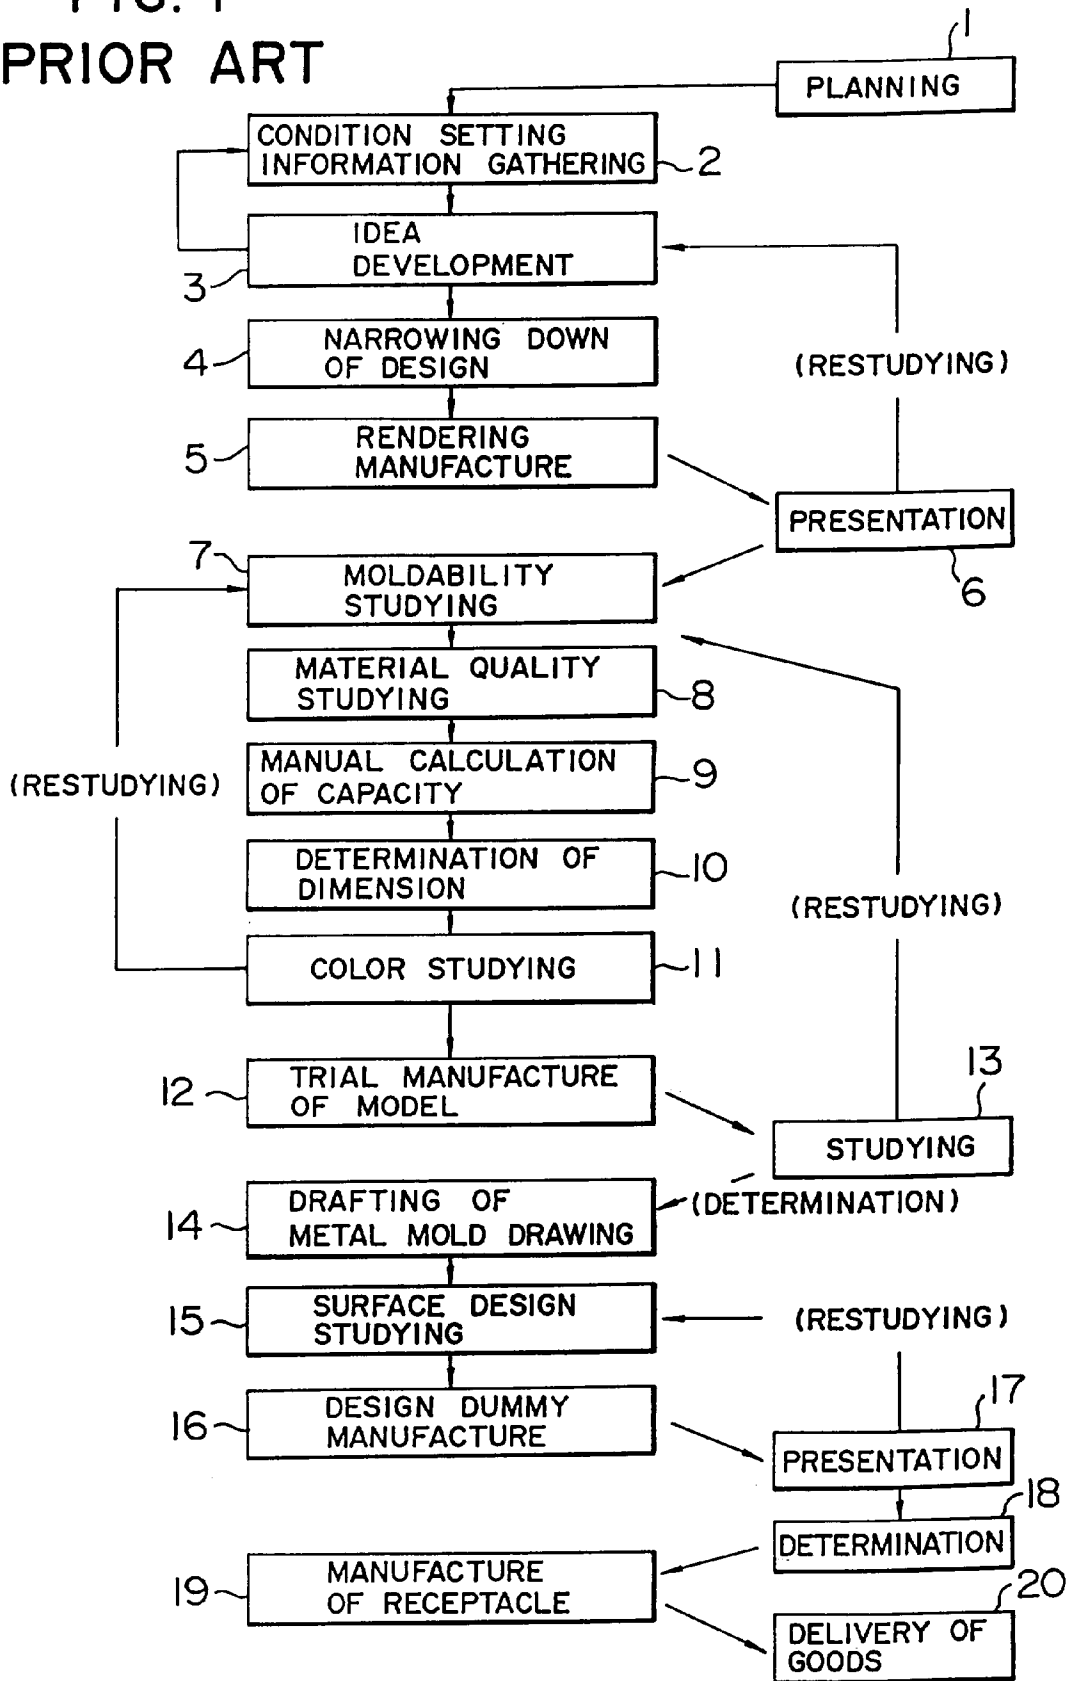 FIG. 1
PRIOR ART
1
PLANNING
CONDITION SETTING
INFORMATION GATHERING
2
IDEA
DEVELOPMENT
3
NARROWING DOWN
OF DESIGN
4
(RESTUDYING)
RENDERING
MANUFACTURE
5
PRESENTATION
6
7
MOLDABILITY
STUDYING
MATERIAL QUALITY
STUDYING
8
MANUAL CALCULATION
OF CAPACITY
9
(RESTUDYING)
DETERMINATION OF
DIMENSION
10
(RESTUDYING)
COLOR STUDYING
11
TRIAL MANUFACTURE
OF MODEL
12
13
STUDYING
(DETERMINATION)
DRAFTING OF
METAL MOLD DRAWING
14
SURFACE DESIGN
STUDYING
15
(RESTUDYING)
DESIGN DUMMY
MANUFACTURE
16
17
PRESENTATION
18
DETERMINATION
MANUFACTURE
OF RECEPTACLE
19
20
DELIVERY OF
GOODS